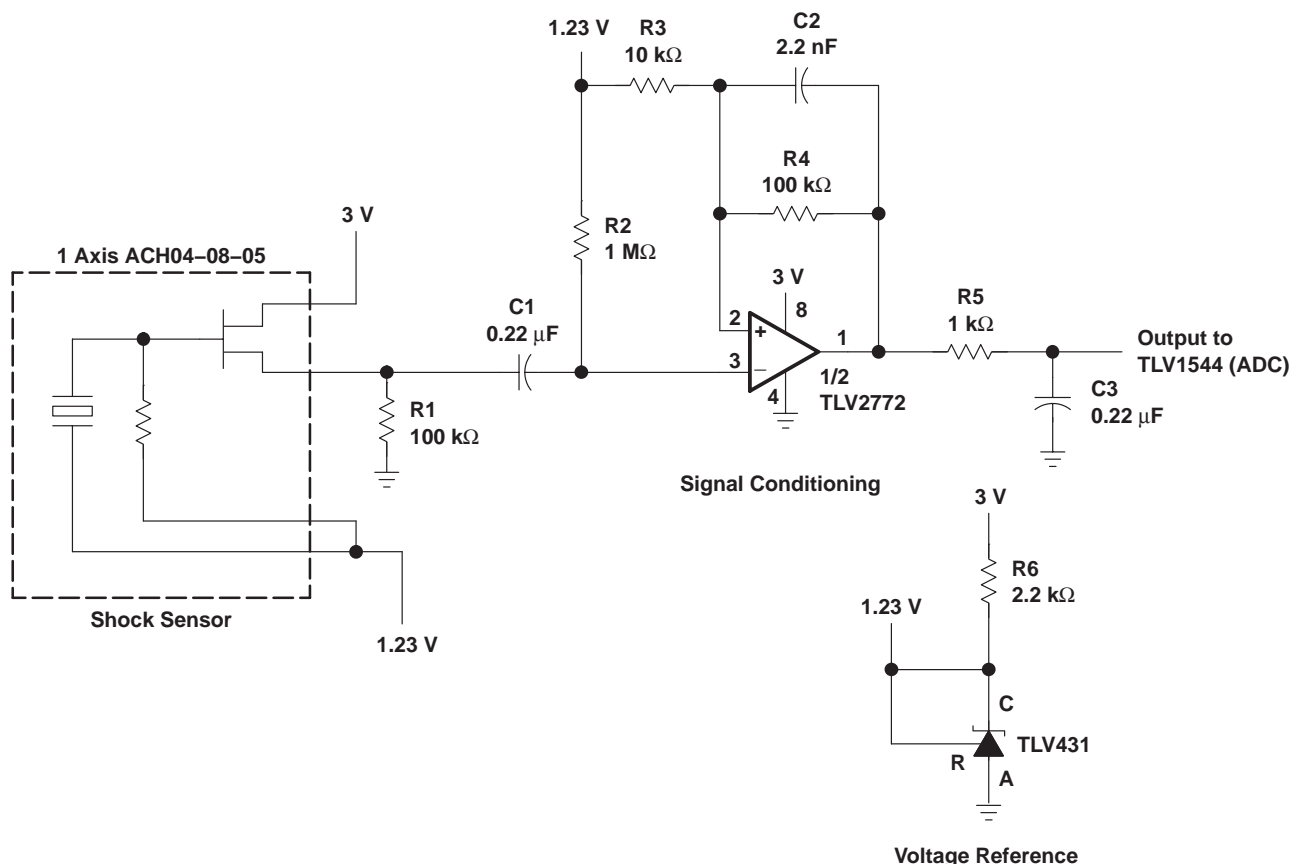 1.23 V
R3
10 kΩ
C2
2.2 nF
R4
100 kΩ
R2
1 MΩ
3 V
1 Axis ACH04–08–05
C1
0.22 μF
3 V
8
2
+
3
–
1
4
1/2
TLV2772
R5
1 kΩ
Output to
TLV1544 (ADC)
C3
0.22 μF
R1
100 kΩ
Signal Conditioning
Shock Sensor
1.23 V
3 V
R6
2.2 kΩ
1.23 V
C
TLV431
R
A
Voltage Reference